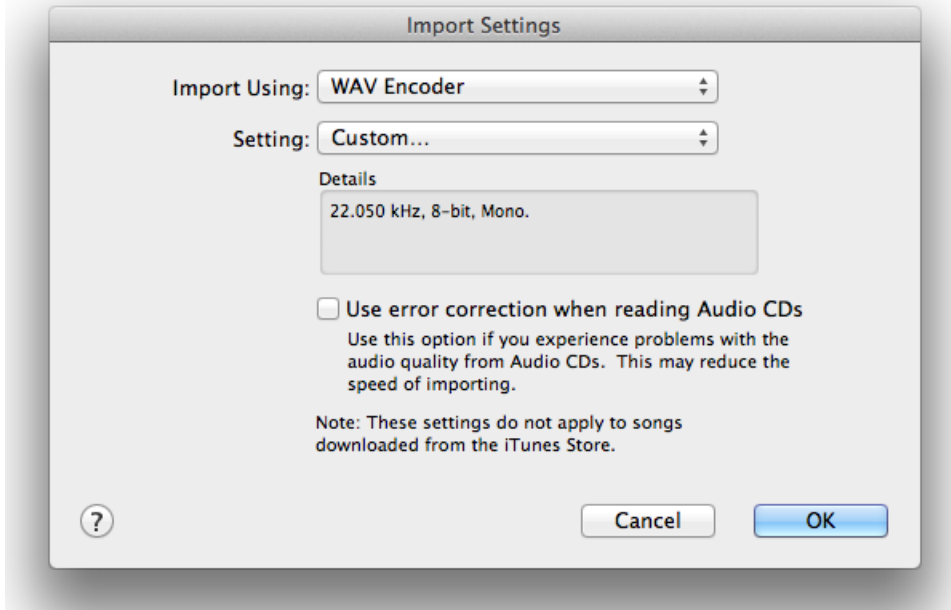 Import Settings
Import Using: WAV Encoder
Setting: Custom...
Details
22.050 kHz, 8-bit, Mono.
Use error correction when reading Audio CDs
Use this option if you experience problems with the
audio quality from Audio CDs.  This may reduce the
speed of importing.
Note: These settings do not apply to songs
downloaded from the iTunes Store.
? Cancel OK